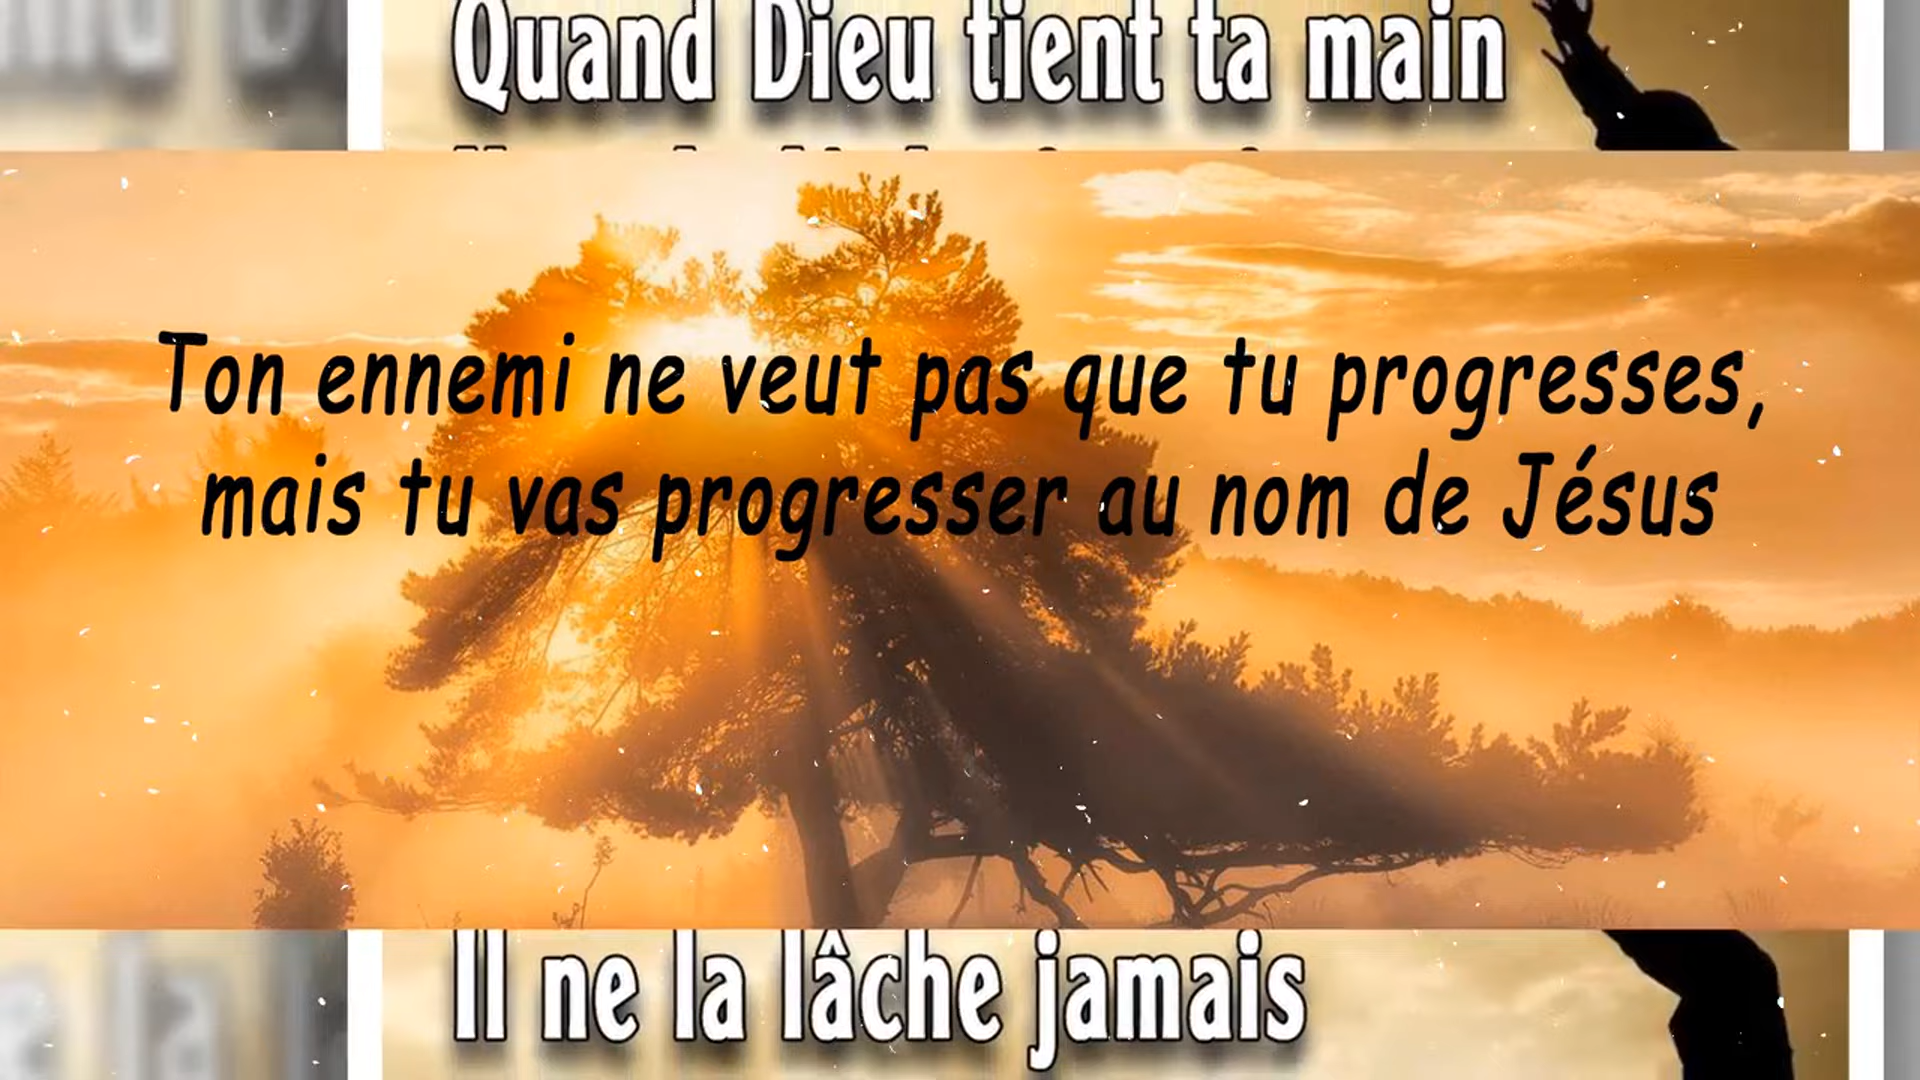 Quand Dieu tient ta main
Ton ennemi ne veut pas que tu progresses,
mais tu vas progresser au nom de Jésus
Il ne la lâche jamais